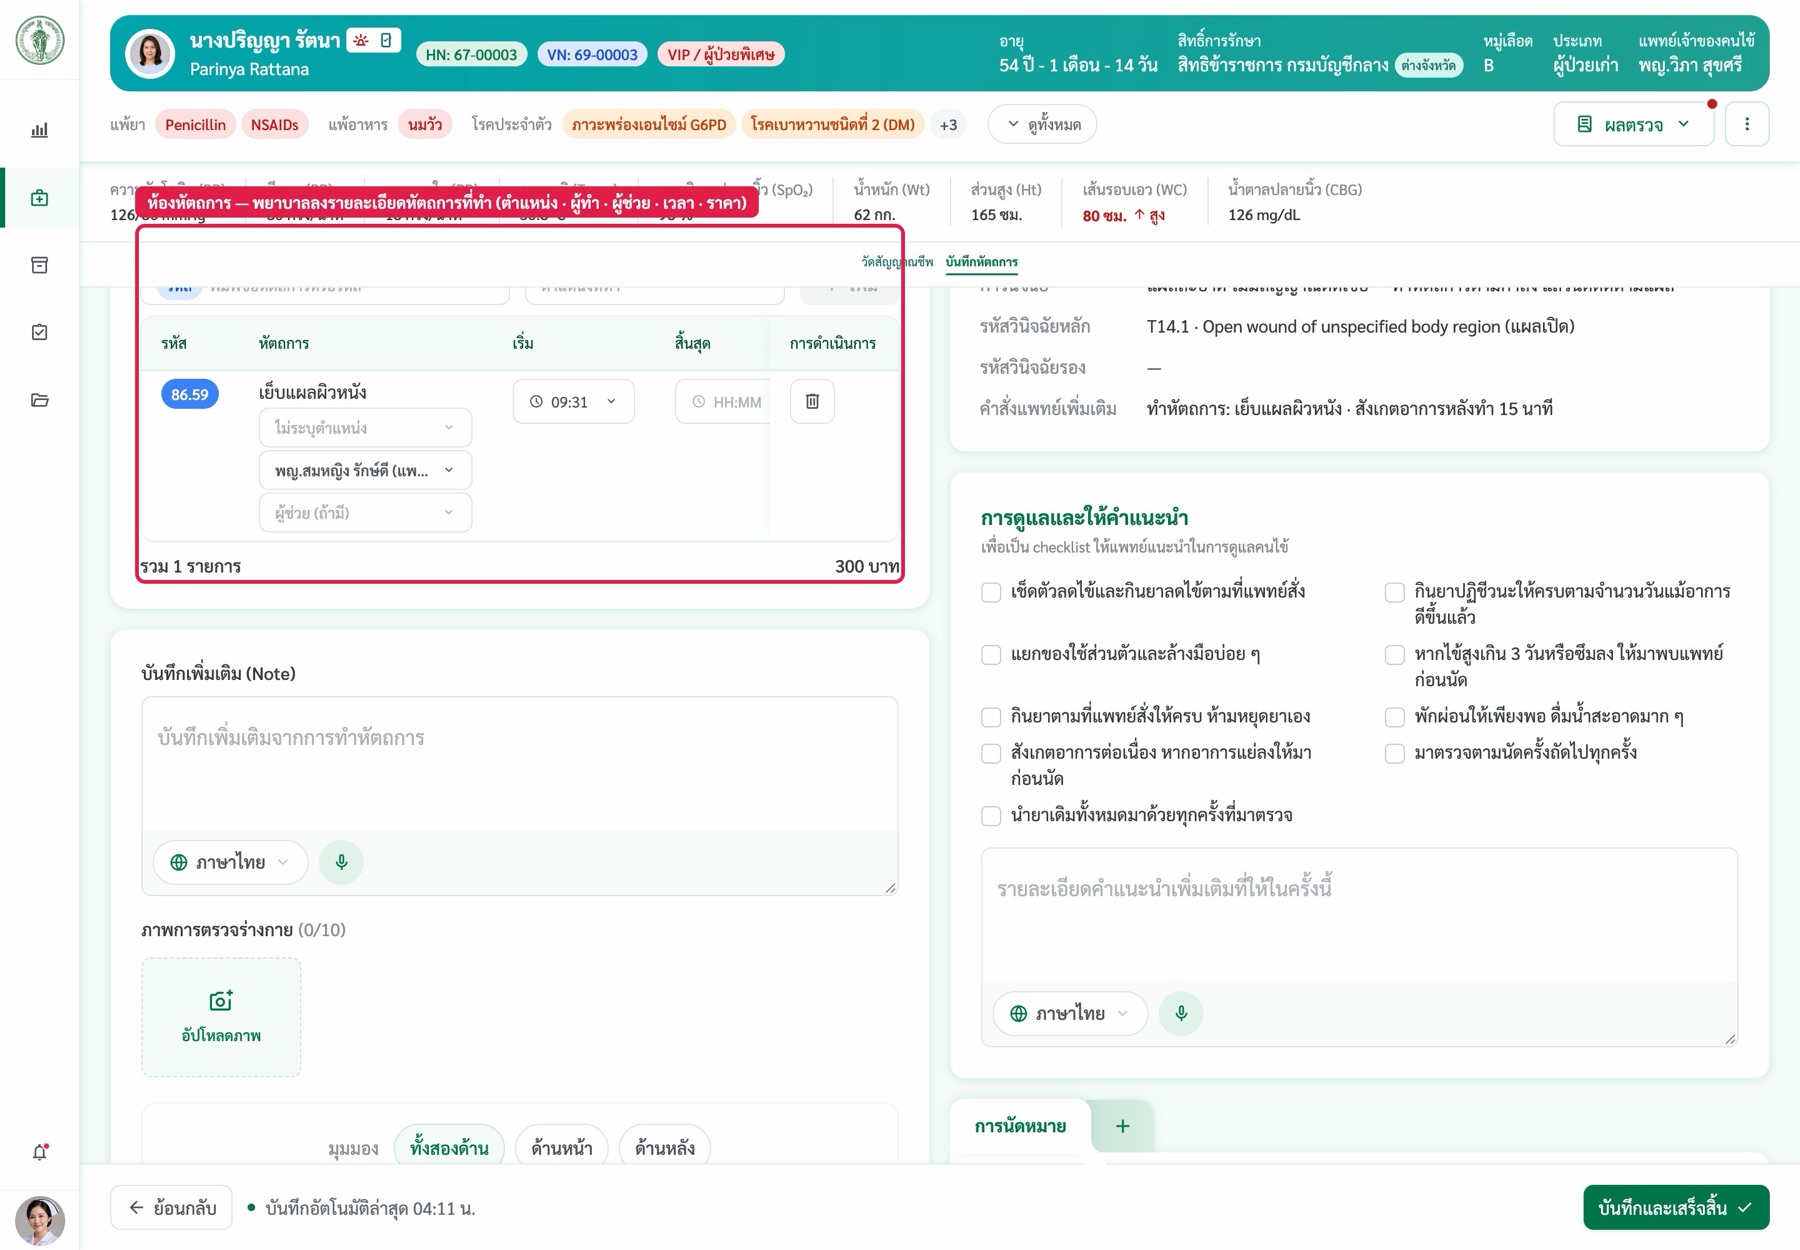 นางปริญญา รัตนา
Parinya Rattana
HN: 67-00003
VN: 69-00003
VIP / ผู้ป่วยพิเศษ
อายุ
54 ปี - 1 เดือน - 14 วัน
สิทธิ์การรักษา
สิทธิข้าราชการ กรมบัญชีกลาง
ต่างจังหวัด
หมู่เลือด
B
ประเภท
ผู้ป่วยเก่า
แพทย์เจ้าของคนไข้
พญ.วิภา สุขศรี
แพ้ยา
Penicillin
NSAIDs
แพ้อาหาร
นมวัว
โรคประจำตัว
ภาวะพร่องเอนไซม์ G6PD
โรคเบาหวานชนิดที่ 2 (DM)
+3
ดูทั้งหมด
ผลตรวจ
ห้องหัตถการ — พยาบาลลงรายละเอียดหัตถการที่ทำ (ตำแหน่ง · ผู้ทำ · ผู้ช่วย · เวลา · ราคา)
(SpO₂)
น้ำหนัก (Wt)
62 กก.
ส่วนสูง (Ht)
165 ซม.
เส้นรอบเอว (WC)
80 ซม. ↑ สูง
น้ำตาลปลายนิ้ว (CBG)
126 mg/dL
วัดสัญญาณชีพ
บันทึกหัตถการ
รหัส
หัตถการ
เริ่ม
สิ้นสุด
การดำเนินการ
86.59
เย็บแผลผิวหนัง
ไม่ระบุตำแหน่ง
พญ.สมหญิง รักษ์ดี (แพ...
ผู้ช่วย (ถ้ามี)
09:31
HH:MM
รวม 1 รายการ
300 บาท
บันทึกเพิ่มเติม (Note)
บันทึกเพิ่มเติมจากการทำหัตถการ
ภาษาไทย
ภาพการตรวจร่างกาย (0/10)
อัปโหลดภาพ
มุมมอง
ทั้งสองด้าน
ด้านหน้า
ด้านหลัง
รหัสวินิจฉัยหลัก
T14.1 · Open wound of unspecified body region (แผลเปิด)
รหัสวินิจฉัยรอง
—
คำสั่งแพทย์เพิ่มเติม
ทำหัตถการ: เย็บแผลผิวหนัง · สังเกตอาการหลังทำ 15 นาที
การดูแลและให้คำแนะนำ
เพื่อเป็น checklist ให้แพทย์แนะนำในการดูแลคนไข้
เช็ดตัวลดไข้และกินยาลดไข้ตามที่แพทย์สั่ง
กินยาปฏิชีวนะให้ครบตามจำนวนวันแม้อาการ
ดีขึ้นแล้ว
แยกของใช้ส่วนตัวและล้างมือบ่อย ๆ
หากไข้สูงเกิน 3 วันหรือซึมลง ให้มาพบแพทย์
ก่อนนัด
กินยาตามที่แพทย์สั่งให้ครบ ห้ามหยุดยาเอง
พักผ่อนให้เพียงพอ ดื่มน้ำสะอาดมาก ๆ
สังเกตอาการต่อเนื่อง หากอาการแย่ลงให้มา
ก่อนนัด
มาตรวจตามนัดครั้งถัดไปทุกครั้ง
นำยาเดิมทั้งหมดมาด้วยทุกครั้งที่มาตรวจ
รายละเอียดคำแนะนำเพิ่มเติมที่ให้ในครั้งนี้
ภาษาไทย
การนัดหมาย
+
ย้อนกลับ
บันทึกอัตโนมัติล่าสุด 04:11 น.
บันทึกและเสร็จสิ้น